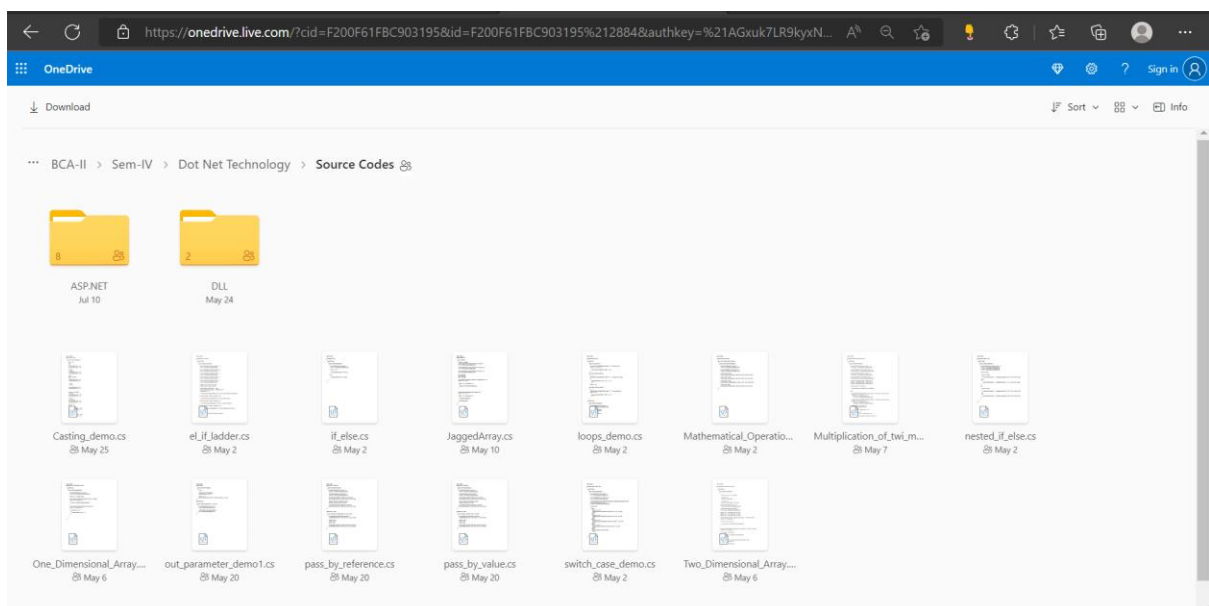 https://onedrive.live.com/?cid=F200F61FBC903195&id=F200F61FBC903195%212884&authkey=%21AGxuk7LR9kyxN...
OneDrive
? Sign in
Download
Sort
Info
... BCA-II > Sem-IV > Dot Net Technology > Source Codes
8
2
ASP.NET
DLL
Jul 10
May 24
Casting_demo.cs
el_if_ladder.cs
if_else.cs
JaggedArray.cs
loops_demo.cs
Mathematical_Operatio...
Multiplication_of_twi_m...
nested_if_else.cs
May 25
May 2
May 2
May 10
May 2
May 2
May 7
May 2
One_Dimensional_Array....
out_parameter_demo1.cs
pass_by_reference.cs
pass_by_value.cs
switch_case_demo.cs
Two_Dimensional_Array....
May 6
May 20
May 20
May 20
May 2
May 6